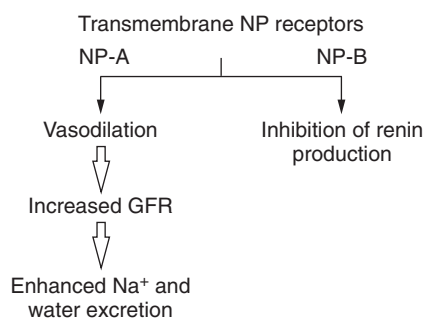 Transmembrane NP receptors
NP-A
NP-B
Vasodilation
Inhibition of renin
production
Increased GFR
Enhanced Na⁺ and
water excretion